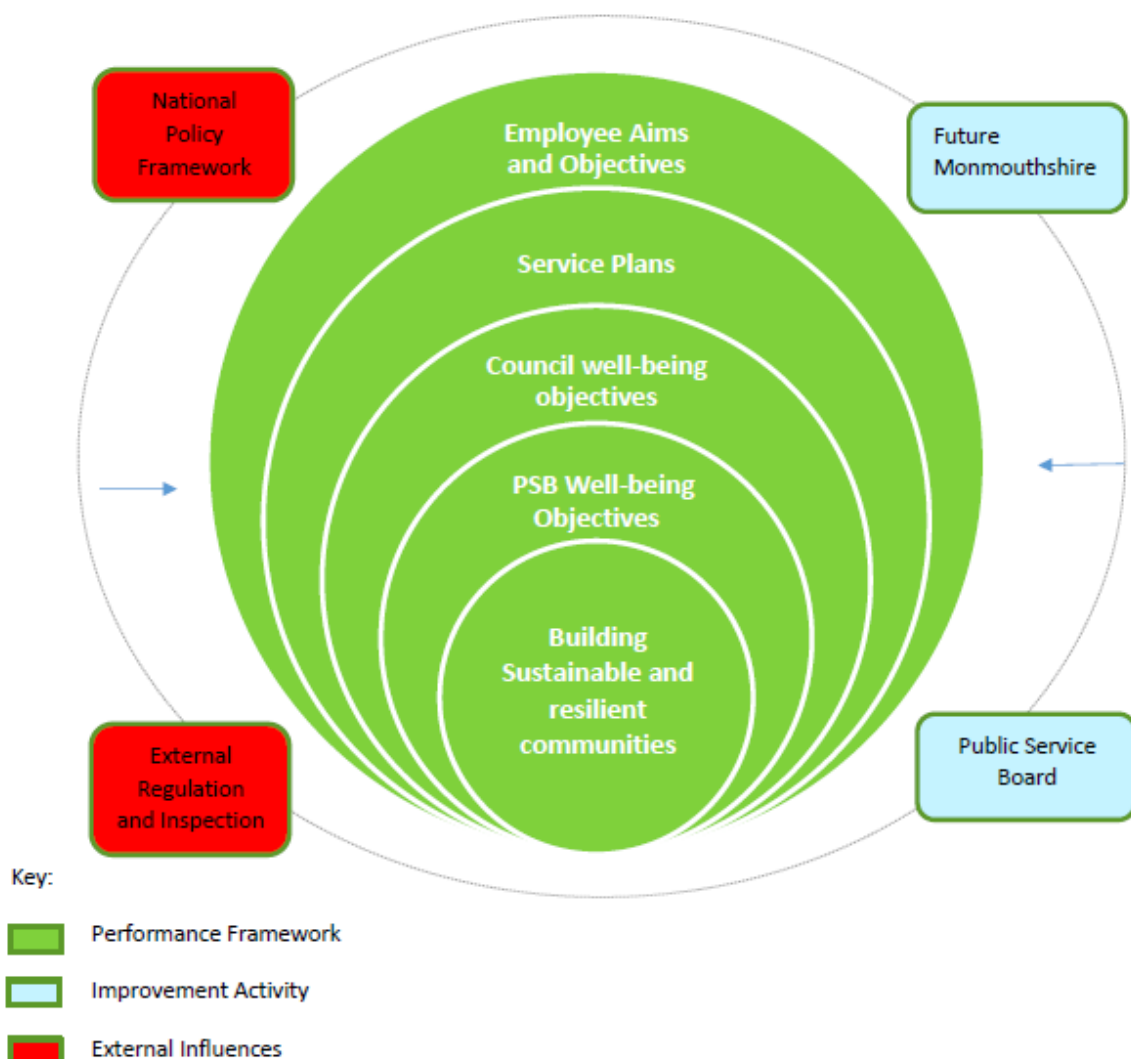 National
Policy
Framework
Employee Aims
and Objectives
Future
Monmouthshire
Service Plans
Council well-being
objectives
PSB Well-being
Objectives
Building
Sustainable and
resilient
communities
External
Regulation
and Inspection
Public Service
Board
Key:
Performance Framework
Improvement Activity
External Influences